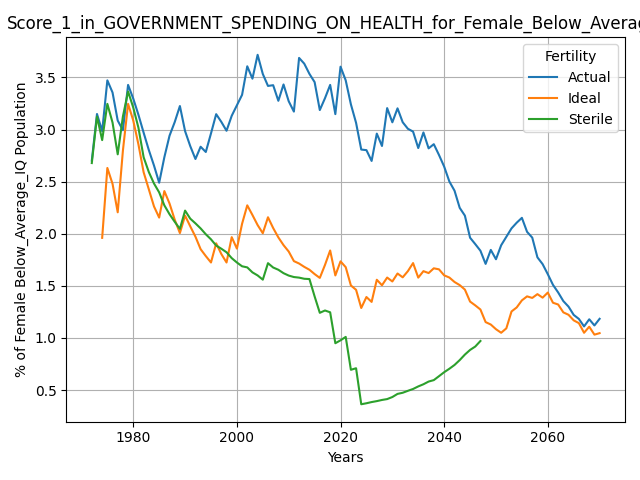 Score_1_in_GOVERNMENT_SPENDING_ON_HEALTH_for_Female_Below_Averag
Fertility
Actual
Ideal
Sterile
% of Female Below_Average_IQ Population
3.5
3.0
2.5
2.0
1.5
1.0
0.5
1980 2000 2020 2040 2060
Years